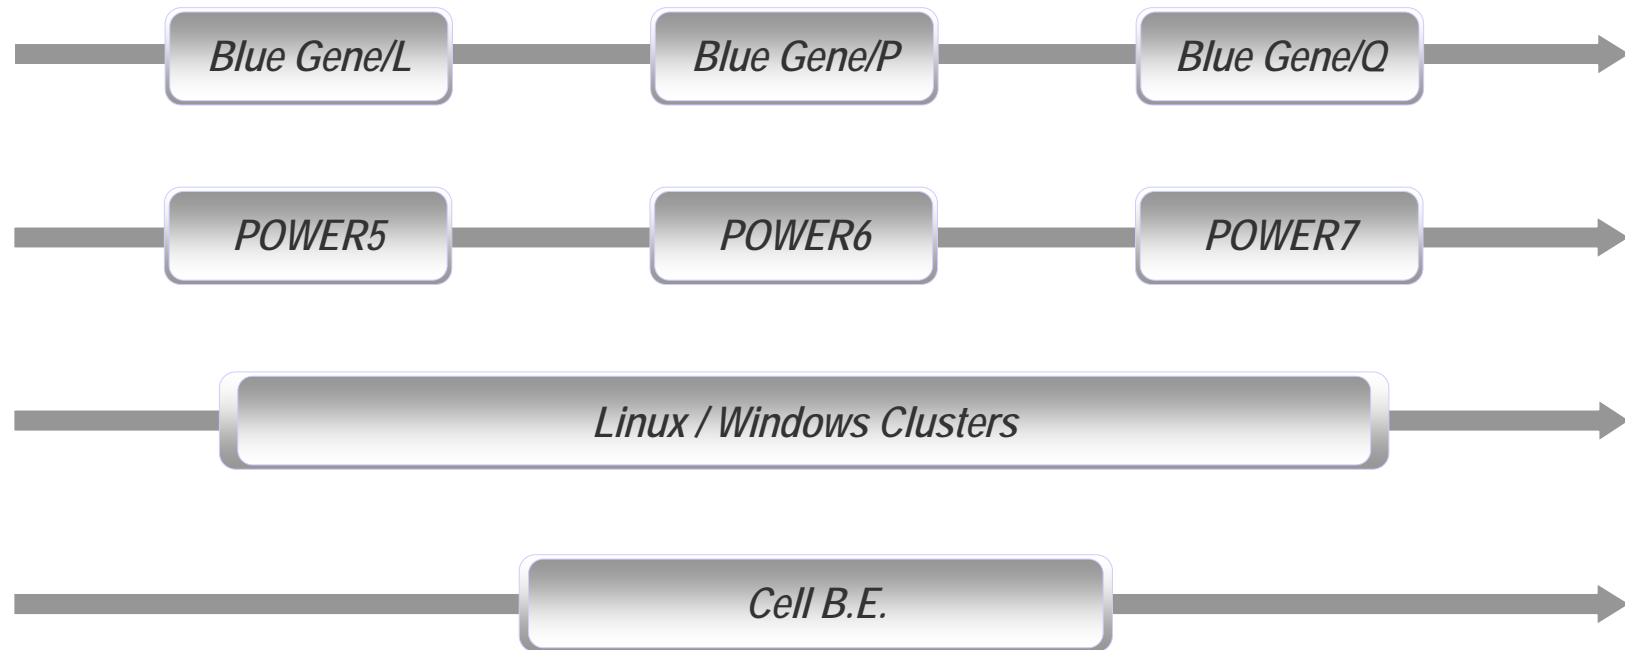 Blue Gene/L
Blue Gene/P
Blue Gene/Q
POWER5
POWER6
POWER7
Linux / Windows Clusters
Cell B.E.